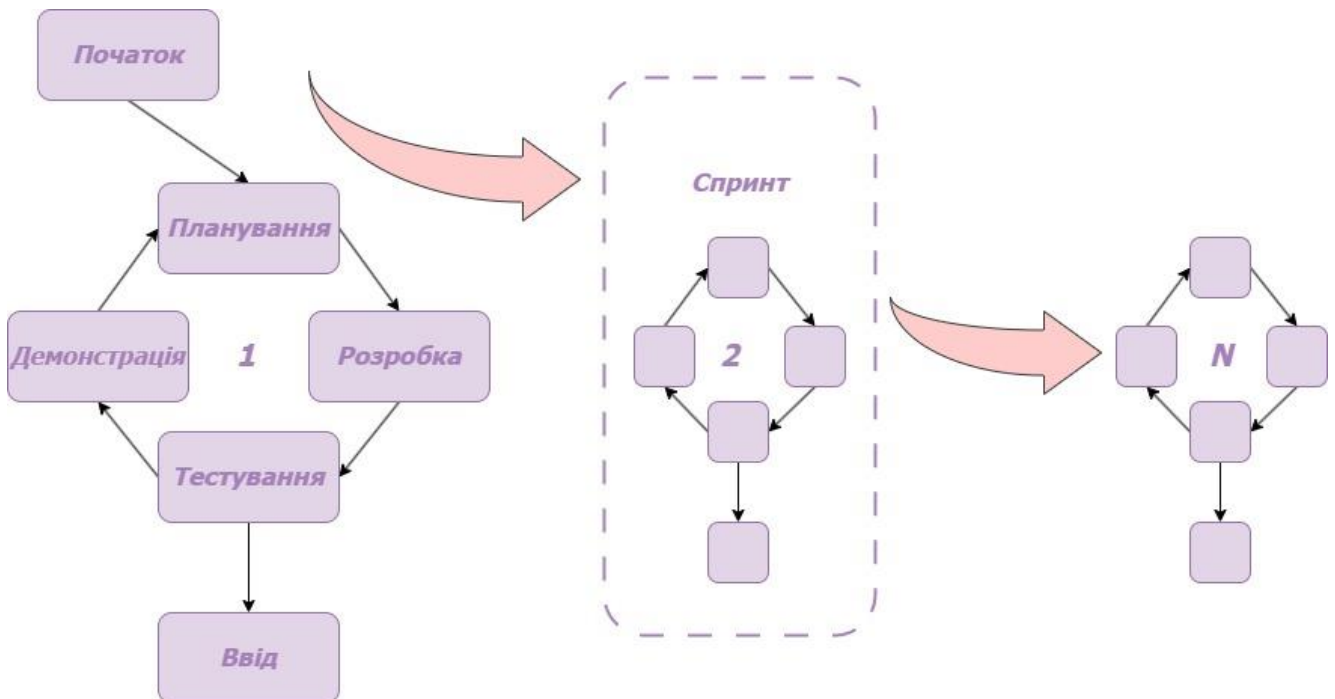 Початок
Спринт
Планування
Демонстрація
1
Розробка
2
N
Тестування
Ввід